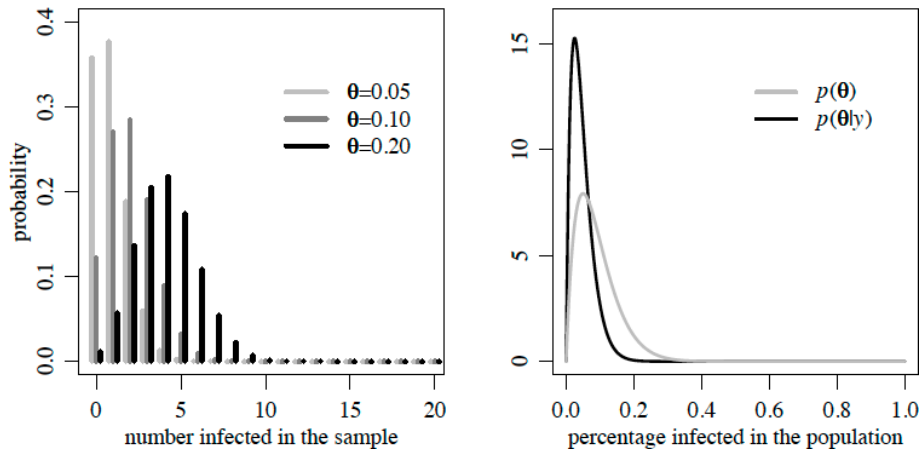 probability
0.0 0.1 0.2 0.3 0.4
θ=0.05
θ=0.10
θ=0.20
0 5 10 15 20
number infected in the sample
0 5 10 15
p(θ)
p(θ|y)
0.0 0.2 0.4 0.6 0.8 1.0
percentage infected in the population